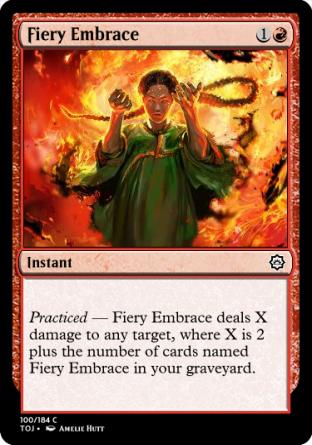 Fiery Embrace 1
Instant
Practiced — Fiery Embrace deals X
damage to any target, where X is 2
plus the number of cards named
Fiery Embrace in your graveyard.
100/184 C
TOJ • Amelie Hutt